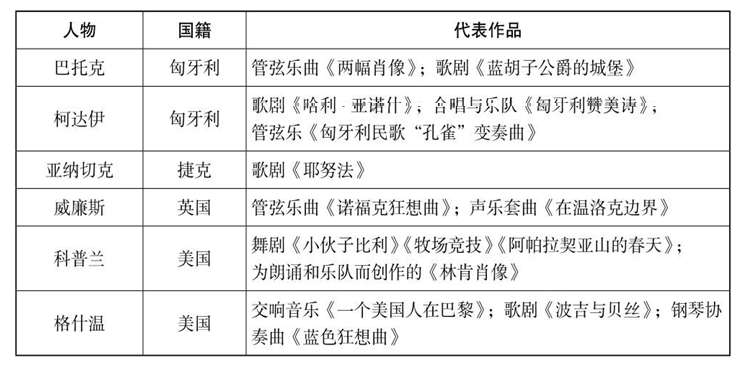 人物 国籍 代表作品
巴托克 匈牙利 管弦乐曲《两幅肖像》；歌剧《蓝胡子公爵的城堡》
柯达伊 匈牙利 歌剧《哈利·亚诺什》，合唱与乐队《匈牙利赞美诗》，
管弦乐《匈牙利民歌“孔雀”变奏曲》
亚纳切克 捷克 歌剧《耶努法》
威廉斯 英国 管弦乐曲《诺福克狂想曲》；声乐套曲《在温洛克边界》
科普兰 美国 舞剧《小伙子比利》《牧场竞技》《阿帕拉契亚山的春天》；
为朗诵和乐队而创作的《林肯肖像》
格什温 美国 交响音乐《一个美国人在巴黎》；歌剧《波吉与贝丝》；钢琴协
奏曲《蓝色狂想曲》